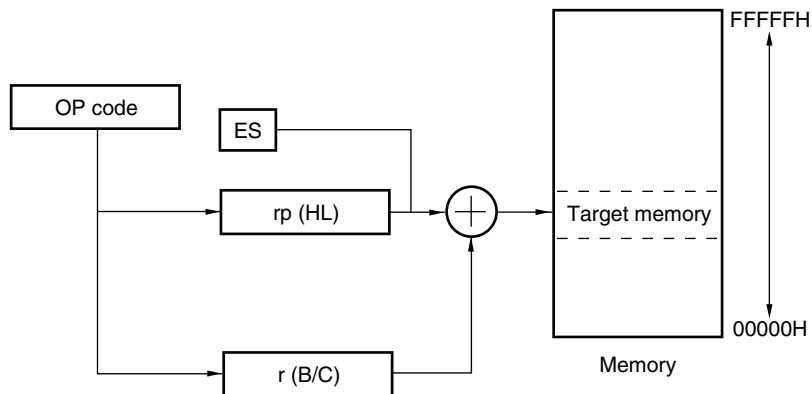 FFFFFH
OP code
ES
rp (HL)
Target memory
00000H
r (B/C)
Memory